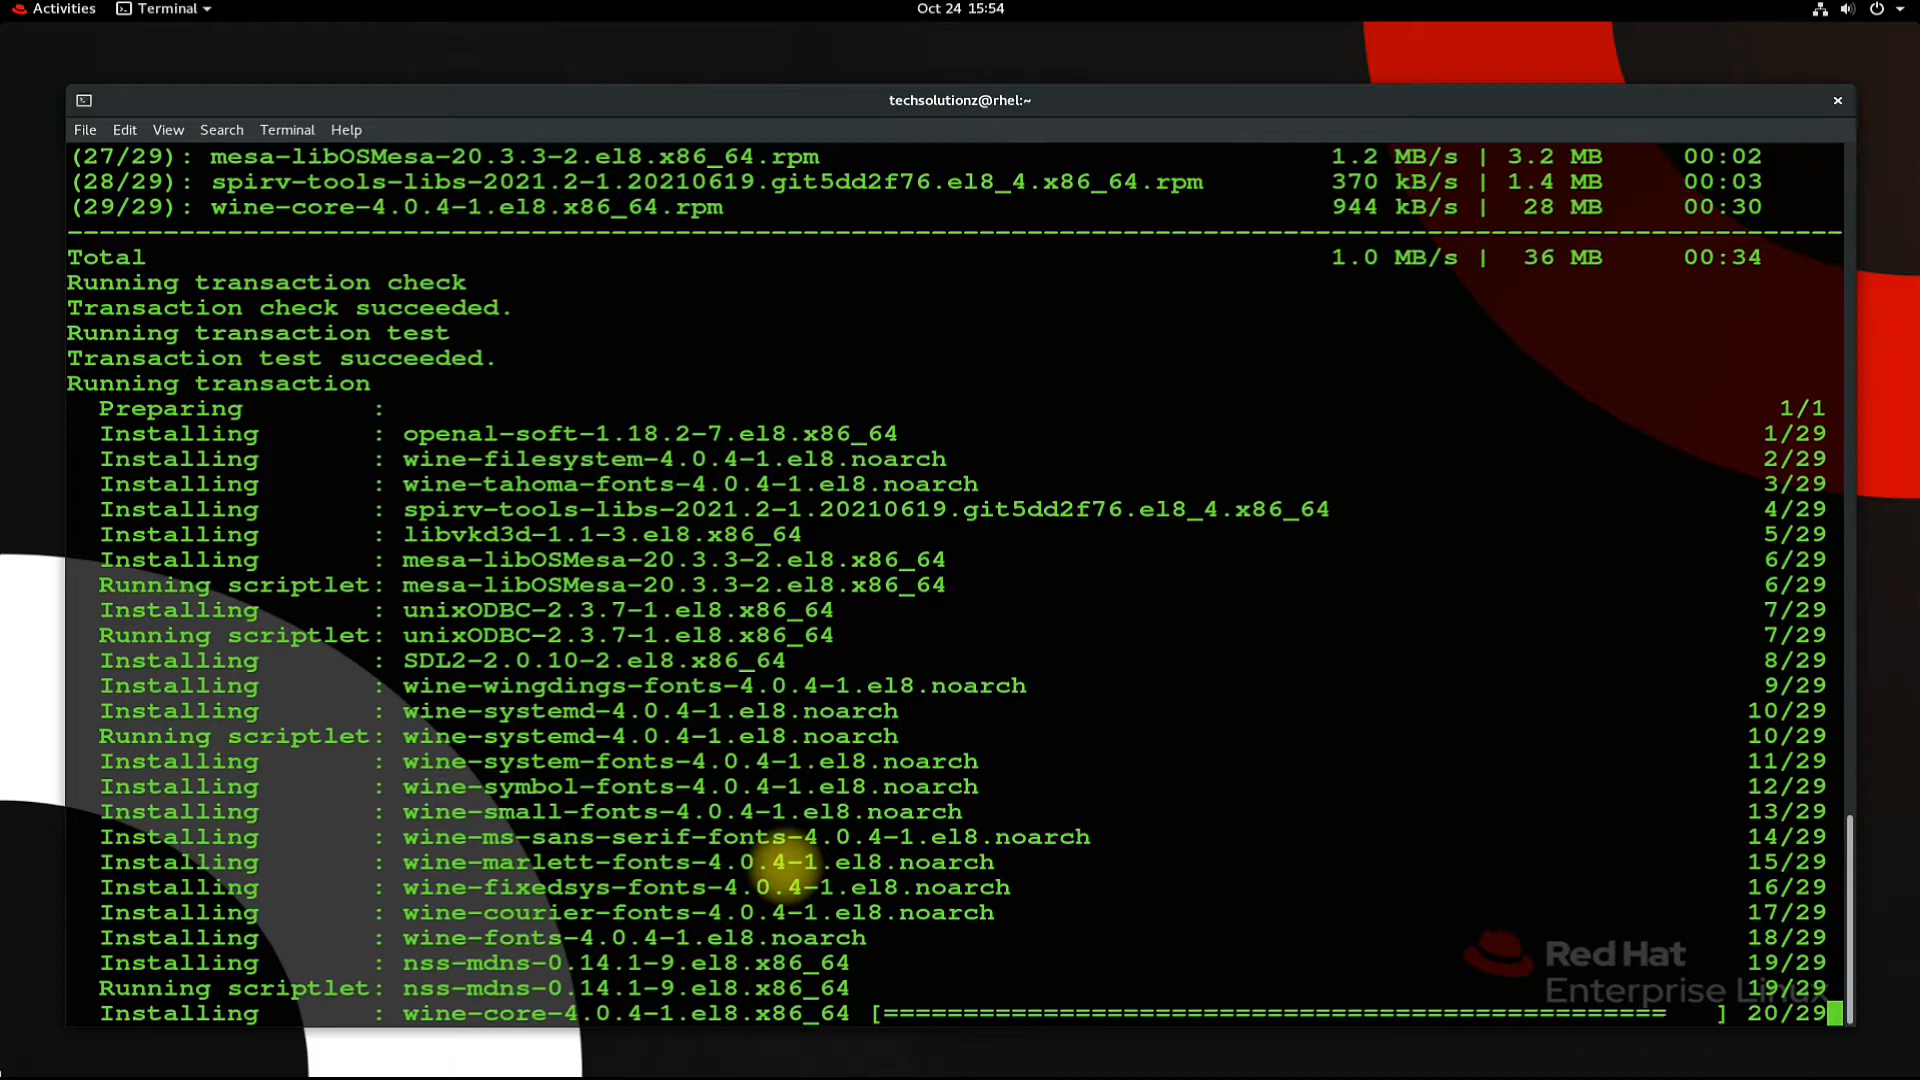 Activities Terminal Oct 24 15:54
techsolutionz@rhel:~
File Edit View Search Terminal Help
(27/29): mesa-libOSMesa-20.3.3-2.el8.x86_64.rpm 1.2 MB/s | 3.2 MB 00:02
(28/29): spirv-tools-libs-2021.2-1.20210619.git5dd2f76.el8_4.x86_64.rpm 370 kB/s | 1.4 MB 00:03
(29/29): wine-core-4.0.4-1.el8.x86_64.rpm 944 kB/s | 28 MB 00:30
--------------------------------------------------------------------------------
Total 1.0 MB/s | 36 MB 00:34
Running transaction check
Transaction check succeeded.
Running transaction test
Transaction test succeeded.
Running transaction
Preparing : 1/1
Installing : openal-soft-1.18.2-7.el8.x86_64 1/29
Installing : wine-filesystem-4.0.4-1.el8.noarch 2/29
Installing : wine-tahoma-fonts-4.0.4-1.el8.noarch 3/29
Installing : spirv-tools-libs-2021.2-1.20210619.git5dd2f76.el8_4.x86_64 4/29
Installing : libvkd3d-1.1-3.el8.x86_64 5/29
Installing : mesa-libOSMesa-20.3.3-2.el8.x86_64 6/29
Running scriptlet: mesa-libOSMesa-20.3.3-2.el8.x86_64 6/29
Installing : unixODBC-2.3.7-1.el8.x86_64 7/29
Running scriptlet: unixODBC-2.3.7-1.el8.x86_64 7/29
Installing : SDL2-2.0.10-2.el8.x86_64 8/29
Installing : wine-wingdings-fonts-4.0.4-1.el8.noarch 9/29
Installing : wine-systemd-4.0.4-1.el8.noarch 10/29
Running scriptlet: wine-systemd-4.0.4-1.el8.noarch 10/29
Installing : wine-system-fonts-4.0.4-1.el8.noarch 11/29
Installing : wine-symbol-fonts-4.0.4-1.el8.noarch 12/29
Installing : wine-small-fonts-4.0.4-1.el8.noarch 13/29
Installing : wine-ms-sans-serif-fonts-4.0.4-1.el8.noarch 14/29
Installing : wine-marlett-fonts-4.0.4-1.el8.noarch 15/29
Installing : wine-fixedsys-fonts-4.0.4-1.el8.noarch 16/29
Installing : wine-courier-fonts-4.0.4-1.el8.noarch 17/29
Installing : wine-fonts-4.0.4-1.el8.noarch 18/29
Installing : nss-mdns-0.14.1-9.el8.x86_64 19/29
Running scriptlet: nss-mdns-0.14.1-9.el8.x86_64 19/29
Installing : wine-core-4.0.4-1.el8.x86_64 [================================================= ] 20/29
Red Hat
Enterprise Linux